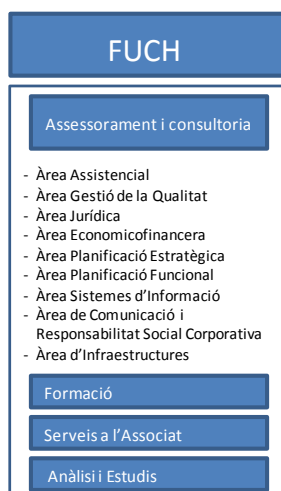 FUCH
Assessorament i consultoria
- Àrea Assistencial
- Àrea Gestió de la Qualitat
- Àrea Jurídica
- Àrea Economicofinancera
- Àrea Planificació Estratègica
- Àrea Planificació Funcional
- Àrea Sistemes d'Informació
- Àrea de Comunicació i
Responsabilitat Social Corporativa
- Àrea d'Infraestructures
Formació
Serveis a l'Associat
Anàlisi i Estudis